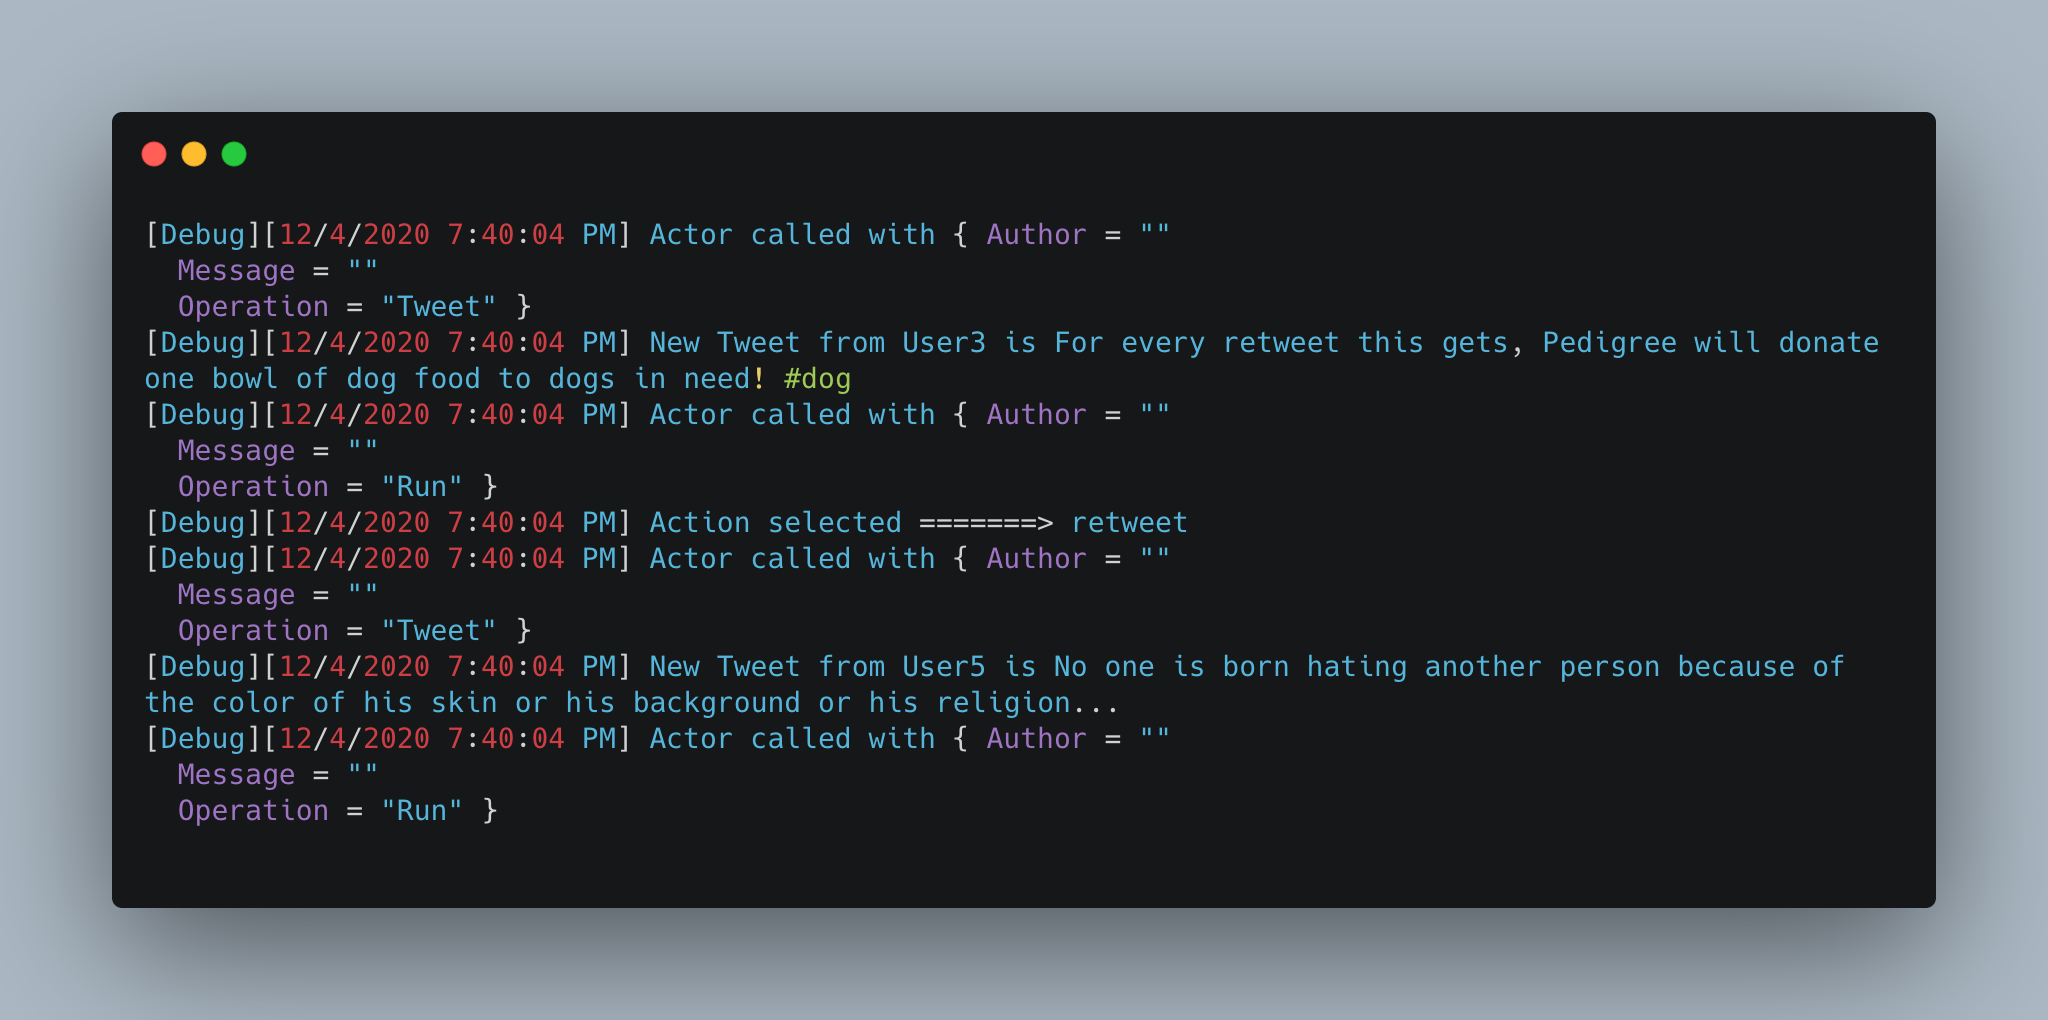 [Debug][12/4/2020 7:40:04 PM] Actor called with { Author = ""
  Message = ""
  Operation = "Tweet" }
[Debug][12/4/2020 7:40:04 PM] New Tweet from User3 is For every retweet this gets, Pedigree will donate
one bowl of dog food to dogs in need! #dog
[Debug][12/4/2020 7:40:04 PM] Actor called with { Author = ""
  Message = ""
  Operation = "Run" }
[Debug][12/4/2020 7:40:04 PM] Action selected =======> retweet
[Debug][12/4/2020 7:40:04 PM] Actor called with { Author = ""
  Message = ""
  Operation = "Tweet" }
[Debug][12/4/2020 7:40:04 PM] New Tweet from User5 is No one is born hating another person because of
the color of his skin or his background or his religion...
[Debug][12/4/2020 7:40:04 PM] Actor called with { Author = ""
  Message = ""
  Operation = "Run" }